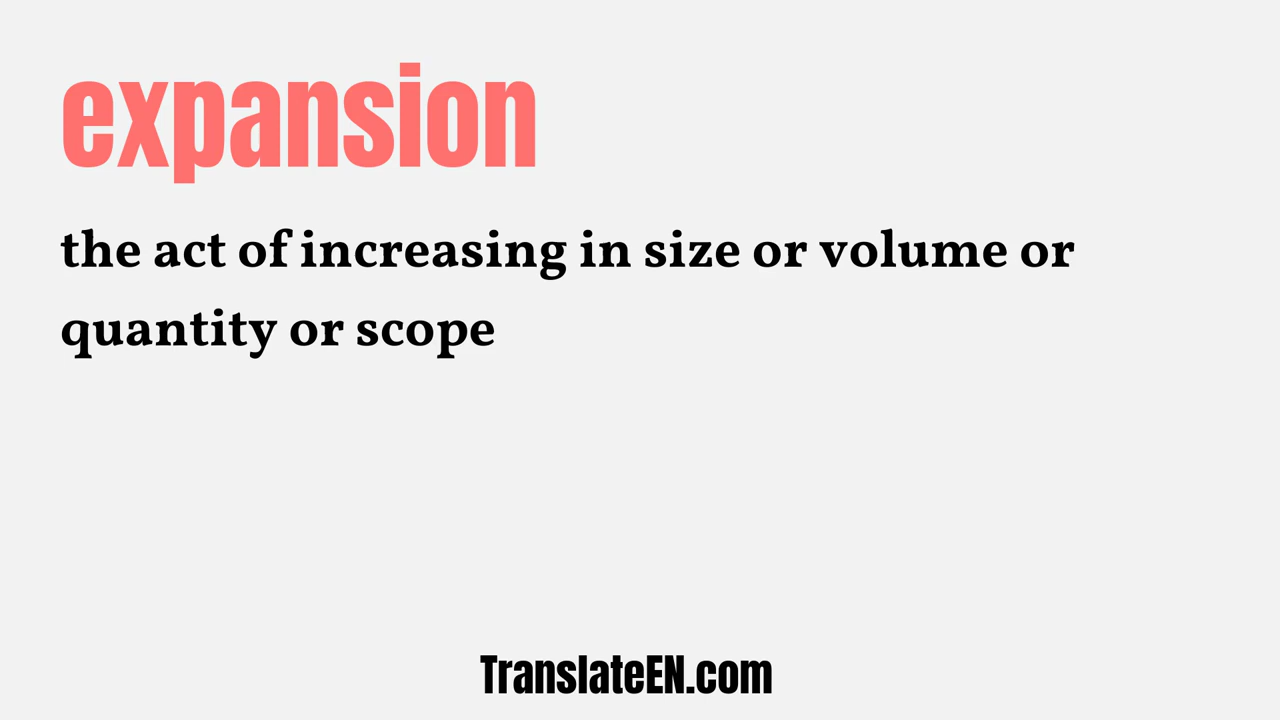 expansion
the act of increasing in size or volume or
quantity or scope
TranslateEN.com